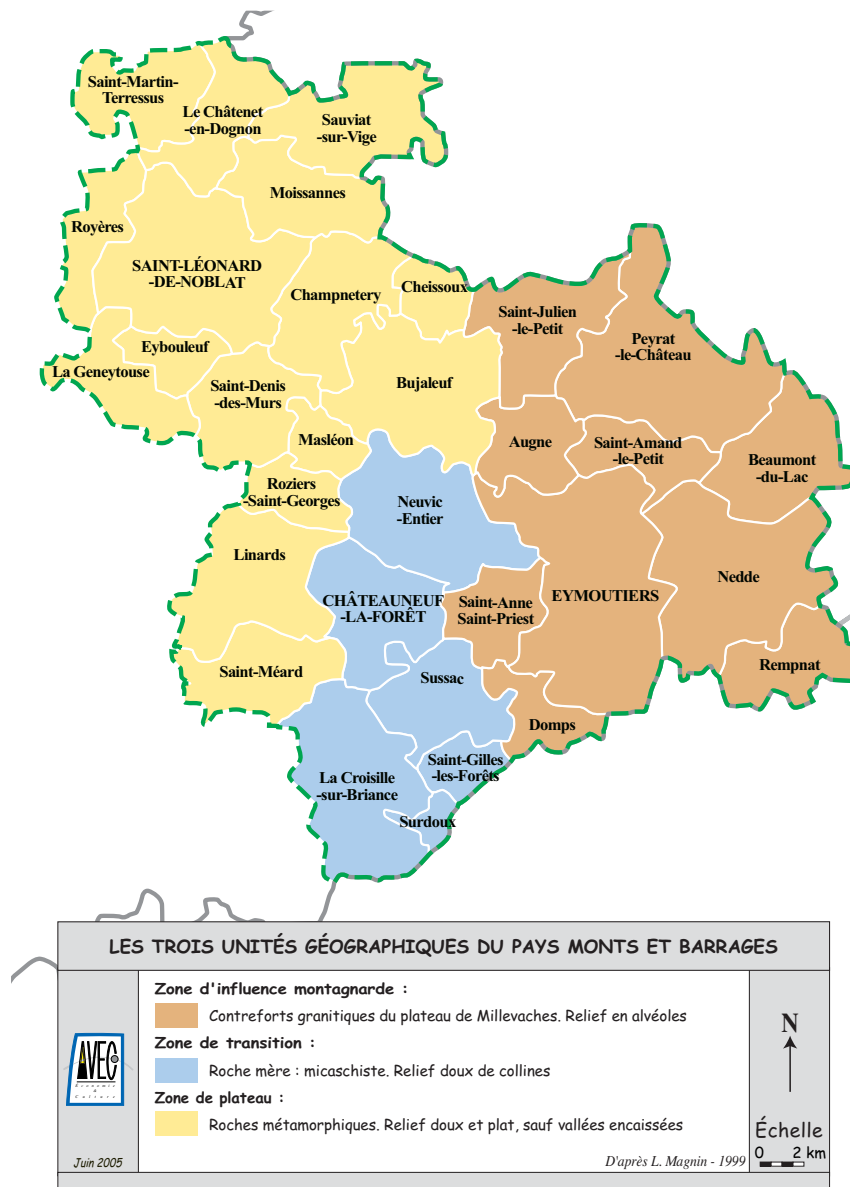 Saint-Martin-
Terressus
Le Châtenet
-en-Dognon
Sauviat
-sur-Vige
Moissannes
Royères
SAINT-LÉONARD
-DE-NOBLAT
Champnetery
Cheissoux
Saint-Julien
-le-Petit
Peyrat
-le-Château
Eybouleuf
La Geneytouse
Saint-Denis
-des-Murs
Bujaleuf
Masléon
Augne
Saint-Amand
-le-Petit
Beaumont
-du-Lac
Roziers
-Saint-Georges
Neuvic
-Entier
Linards
Nedde
CHÂTEAUNEUF
-LA-FORÊT
Saint-Anne
Saint-Priest
EYMOUTIERS
Saint-Méard
Sussac
Rempnat
Domps
Saint-Gilles
-les-Forêts
La Croisille
-sur-Briance
Surdoux
LES TROIS UNITÉS GÉOGRAPHIQUES DU PAYS MONTS ET BARRAGES
Zone d'influence montagnarde :
Contreforts granitiques du plateau de Millevaches. Relief en alvéoles
Zone de transition :
Roche mère : micaschiste. Relief doux de collines
Zone de plateau :
Roches métamorphiques. Relief doux et plat, sauf vallées encaissées
AVEC
Economie
&
Culture
Juin 2005
D'après L. Magnin - 1999
N
Échelle
0 2 km